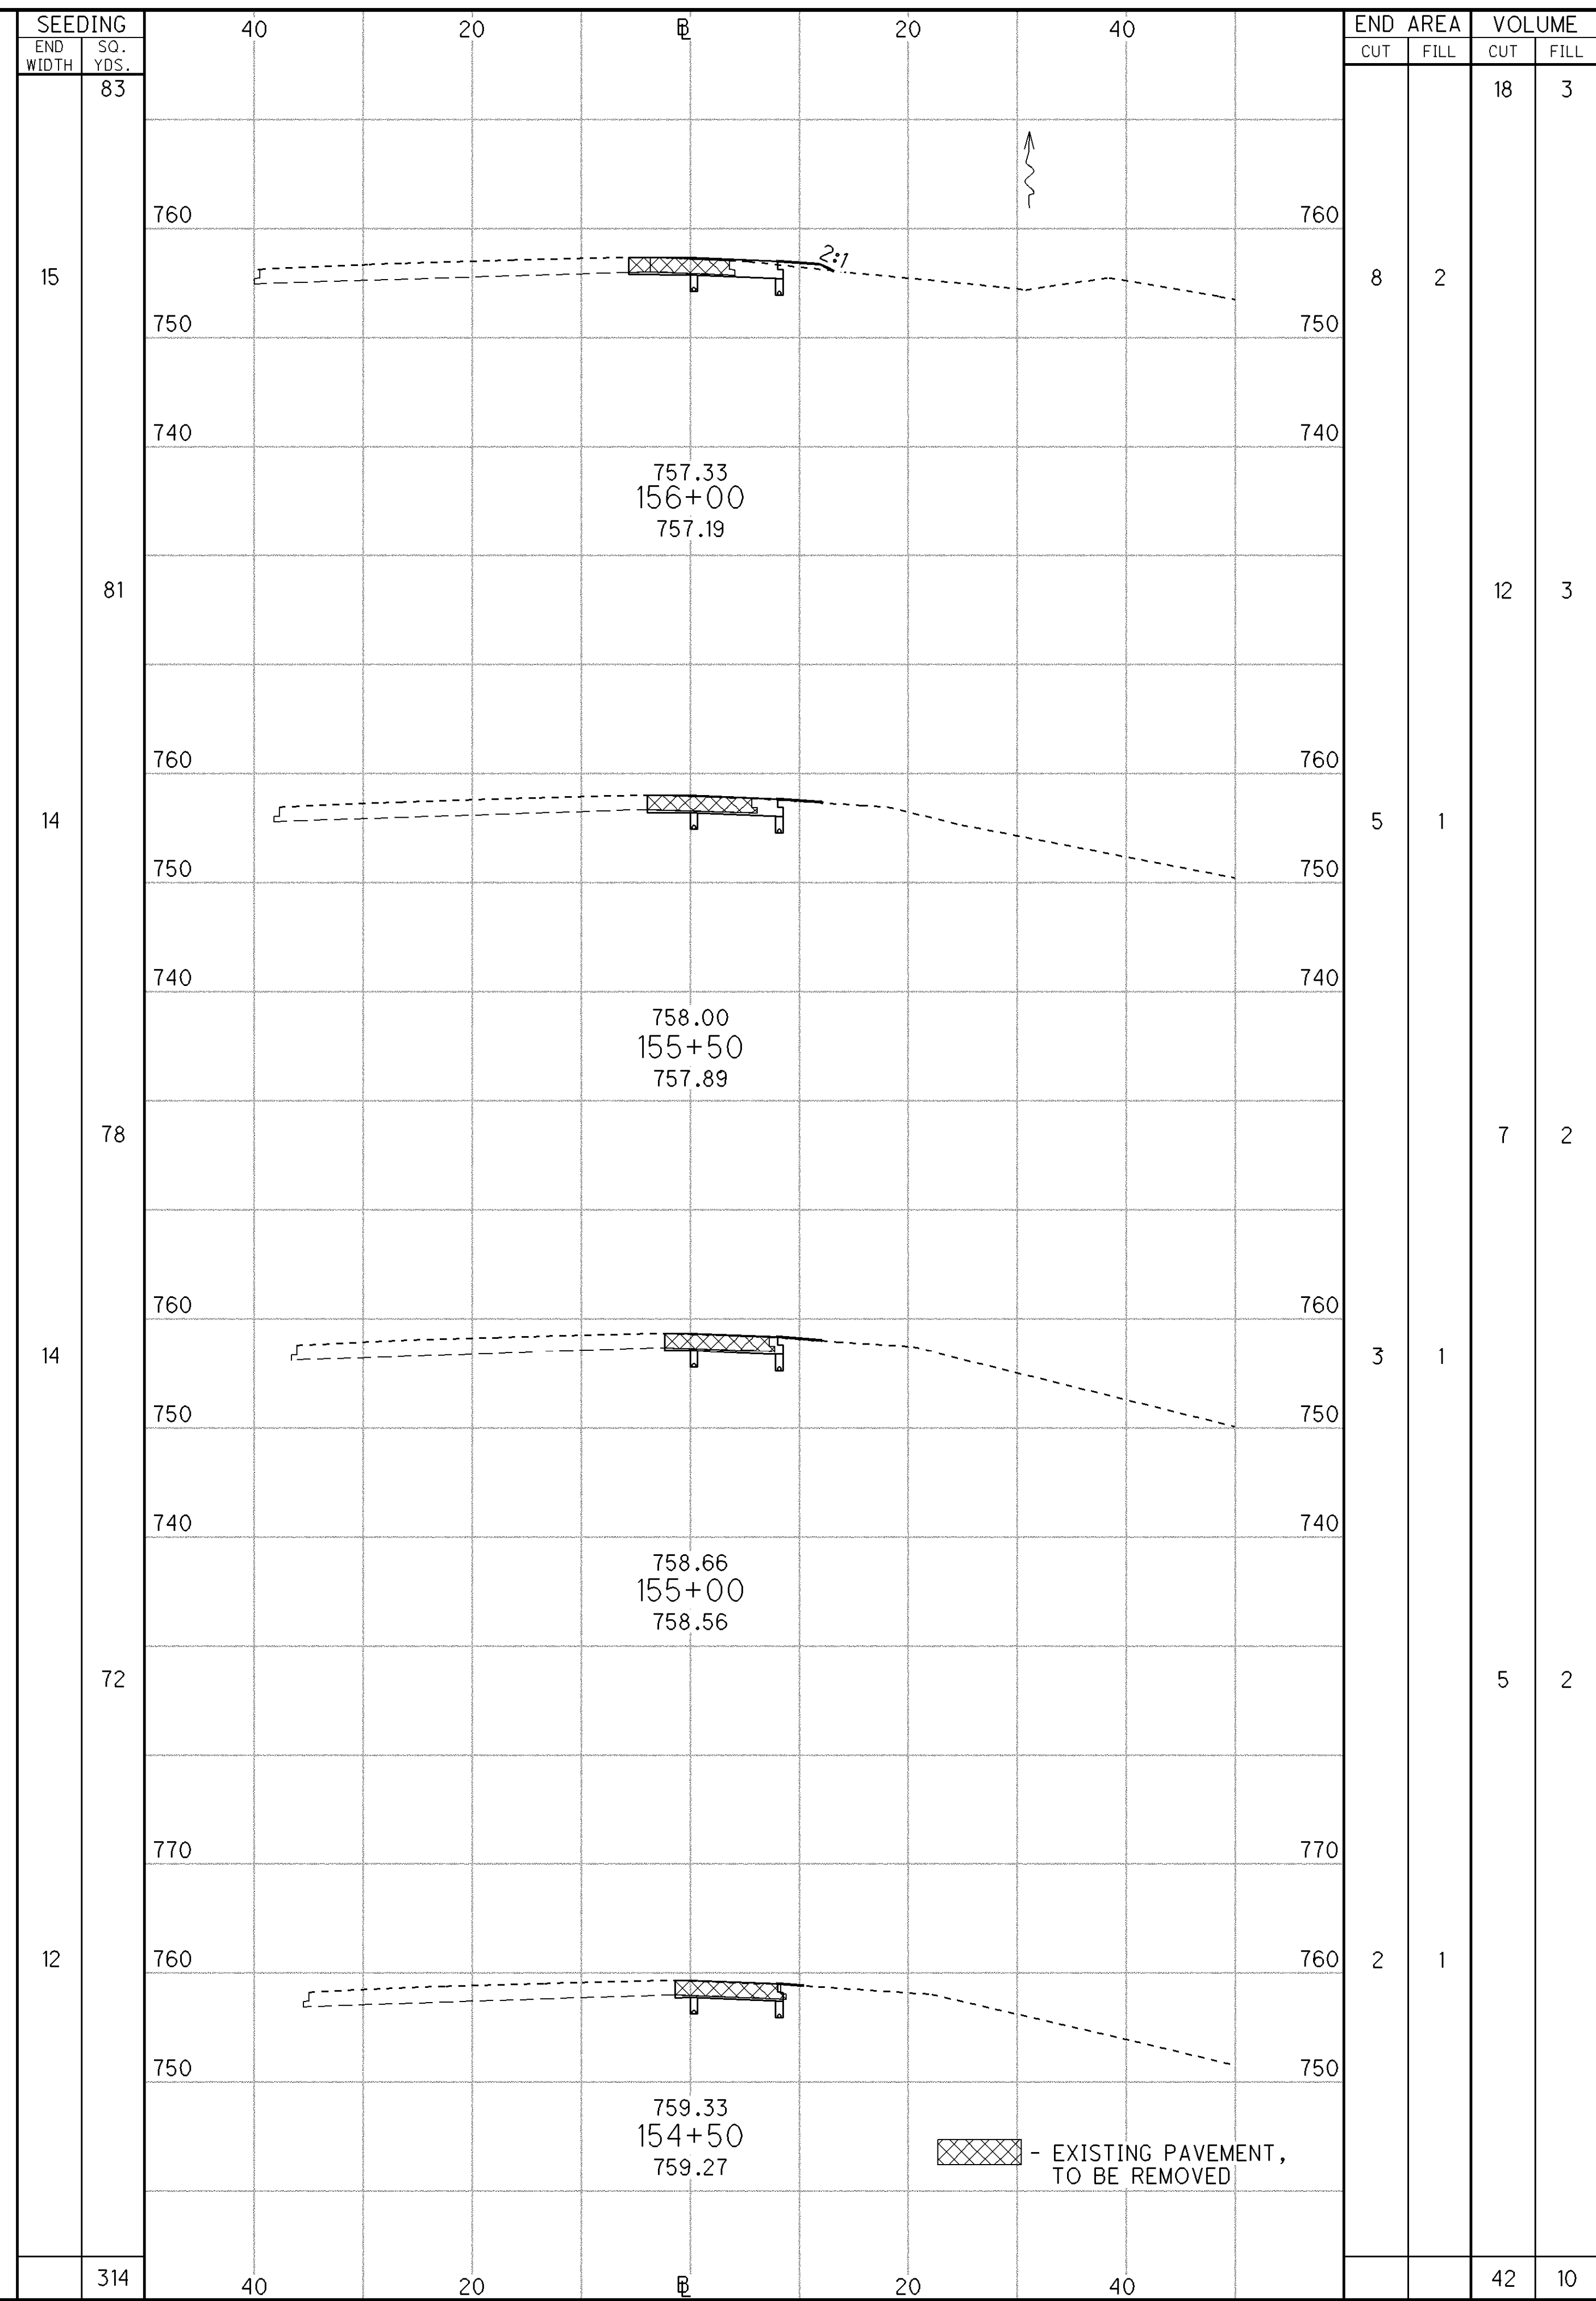 SEEDING
END WIDTH
SQ. YDS.
40 20 BL 20 40
END AREA VOLUME
CUT FILL CUT FILL
83 18 3
760 760
2:1
15 8 2
750 750
740 740
757.33
156+00
757.19
81 12 3
760 760
14 5 1
750 750
740 740
758.00
155+50
757.89
78 7 2
760 760
14 3 1
750 750
740 740
758.66
155+00
758.56
72 5 2
770 770
12 760 760 2 1
750 750
759.33
154+50
759.27
- EXISTING PAVEMENT,
TO BE REMOVED
314 40 20 BL 20 40 42 10